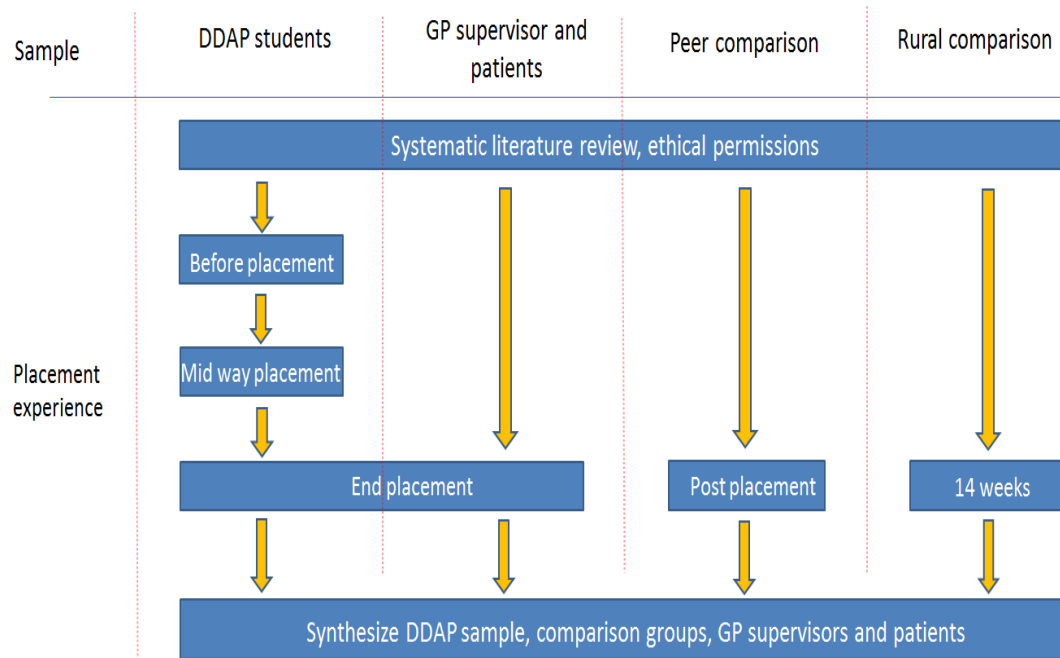 Sample
DDAP students
GP supervisor and
patients
Peer comparison
Rural comparison
Systematic literature review, ethical permissions
Before placement
Mid way placement
Placement
experience
End placement
Post placement
14 weeks
Synthesize DDAP sample, comparison groups, GP supervisors and patients